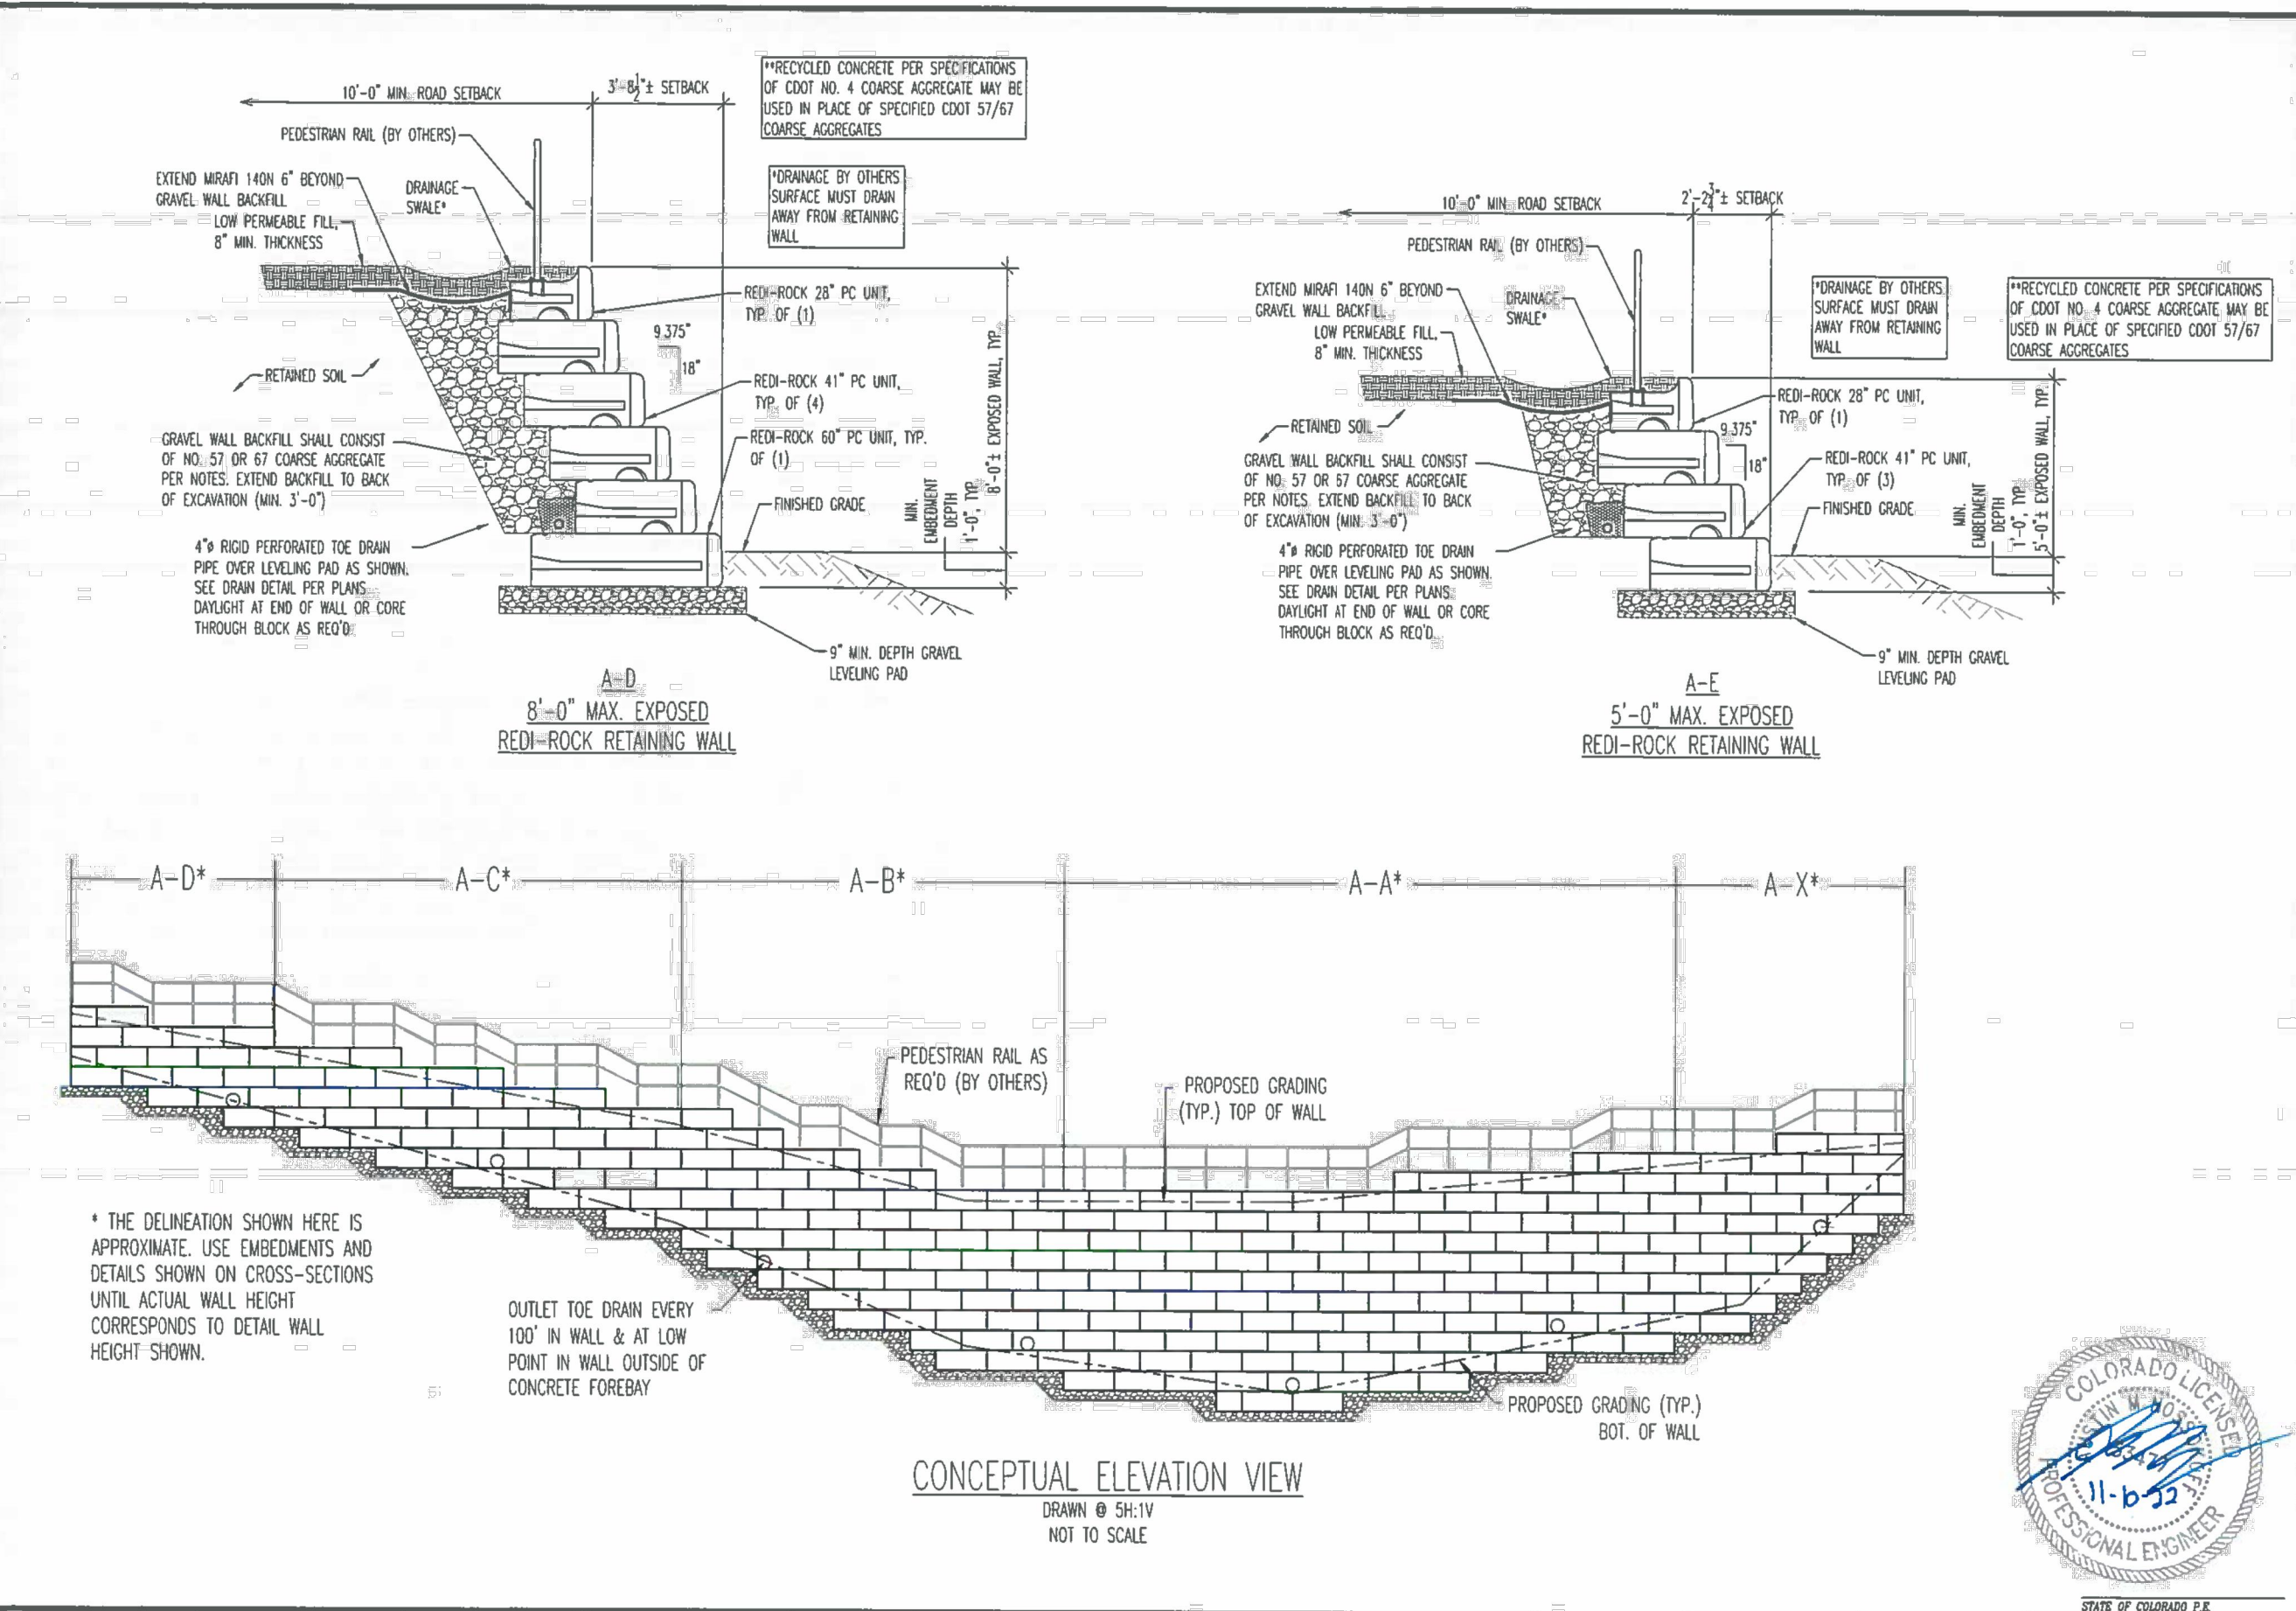 10'-0" MIN. ROAD SETBACK
3'-8 1/2"± SETBACK
**RECYCLED CONCRETE PER SPECIFICATIONS
OF CDOT NO. 4 COARSE AGGREGATE MAY BE
USED IN PLACE OF SPECIFIED CDOT 57/67
COARSE AGGREGATES
PEDESTRIAN RAIL (BY OTHERS)
EXTEND MIRAFI 140N 6" BEYOND
GRAVEL WALL BACKFILL
DRAINAGE
SWALE*
LOW PERMEABLE FILL,
8" MIN. THICKNESS
*DRAINAGE BY OTHERS
SURFACE MUST DRAIN
AWAY FROM RETAINING
WALL
REDI-ROCK 28" PC UNIT,
TYP. OF (1)
9.375"
18"
RETAINED SOIL
REDI-ROCK 41" PC UNIT,
TYP. OF (4)
GRAVEL WALL BACKFILL SHALL CONSIST
OF NO. 57 OR 67 COARSE AGGREGATE
PER NOTES. EXTEND BACKFILL TO BACK
OF EXCAVATION (MIN. 3'-0")
REDI-ROCK 60" PC UNIT, TYP.
OF (1)
FINISHED GRADE
MIN.
EMBEDMENT
DEPTH
1'-0", TYP.
8'-0"± EXPOSED WALL, TYP.
4"ø RIGID PERFORATED TOE DRAIN
PIPE OVER LEVELING PAD AS SHOWN.
SEE DRAIN DETAIL PER PLANS
DAYLIGHT AT END OF WALL OR CORE
THROUGH BLOCK AS REQ'D
9" MIN. DEPTH GRAVEL
LEVELING PAD
A-D
8'-0" MAX. EXPOSED
REDI-ROCK RETAINING WALL
10'-0" MIN. ROAD SETBACK
2'-2 3/4"± SETBACK
PEDESTRIAN RAIL (BY OTHERS)
EXTEND MIRAFI 140N 6" BEYOND
GRAVEL WALL BACKFILL
DRAINAGE
SWALE*
LOW PERMEABLE FILL,
8" MIN. THICKNESS
*DRAINAGE BY OTHERS
SURFACE MUST DRAIN
AWAY FROM RETAINING
WALL
**RECYCLED CONCRETE PER SPECIFICATIONS
OF CDOT NO. 4 COARSE AGGREGATE MAY BE
USED IN PLACE OF SPECIFIED CDOT 57/67
COARSE AGGREGATES
REDI-ROCK 28" PC UNIT,
TYP. OF (1)
9.375"
18"
RETAINED SOIL
GRAVEL WALL BACKFILL SHALL CONSIST
OF NO. 57 OR 67 COARSE AGGREGATE
PER NOTES. EXTEND BACKFILL TO BACK
OF EXCAVATION (MIN. 3'-0")
REDI-ROCK 41" PC UNIT,
TYP. OF (3)
FINISHED GRADE
MIN.
EMBEDMENT
DEPTH
1'-0", TYP.
5'-0"± EXPOSED WALL, TYP.
4"ø RIGID PERFORATED TOE DRAIN
PIPE OVER LEVELING PAD AS SHOWN.
SEE DRAIN DETAIL PER PLANS
DAYLIGHT AT END OF WALL OR CORE
THROUGH BLOCK AS REQ'D.
9" MIN. DEPTH GRAVEL
LEVELING PAD
A-E
5'-0" MAX. EXPOSED
REDI-ROCK RETAINING WALL
A-D*
A-C*
A-B*
A-A*
A-X*
PEDESTRIAN RAIL AS
REQ'D (BY OTHERS)
PROPOSED GRADING
(TYP.) TOP OF WALL
* THE DELINEATION SHOWN HERE IS
APPROXIMATE. USE EMBEDMENTS AND
DETAILS SHOWN ON CROSS-SECTIONS
UNTIL ACTUAL WALL HEIGHT
CORRESPONDS TO DETAIL WALL
HEIGHT SHOWN.
OUTLET TOE DRAIN EVERY
100' IN WALL & AT LOW
POINT IN WALL OUTSIDE OF
CONCRETE FOREBAY
PROPOSED GRADING (TYP.)
BOT. OF WALL
CONCEPTUAL ELEVATION VIEW
DRAWN @ 5H:1V
NOT TO SCALE
COLORADO LICENSED
PROFESSIONAL ENGINEER
STATE OF COLORADO P.E.